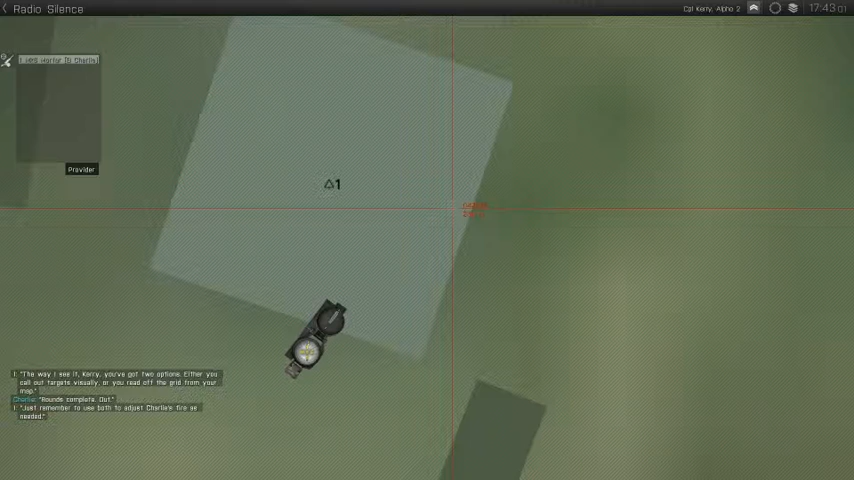 Radio Silence
Cpl Kerry, Alpha 2
17:43:01
Provider
1
I: "The way I see it, Kerry, you've got two options. Either you
call out targets visually, or you read off the grid from your
map."
Charlie: "Rounds complete. Out."
I: "Just remember to use both to adjust Charlie's fire as
needed."